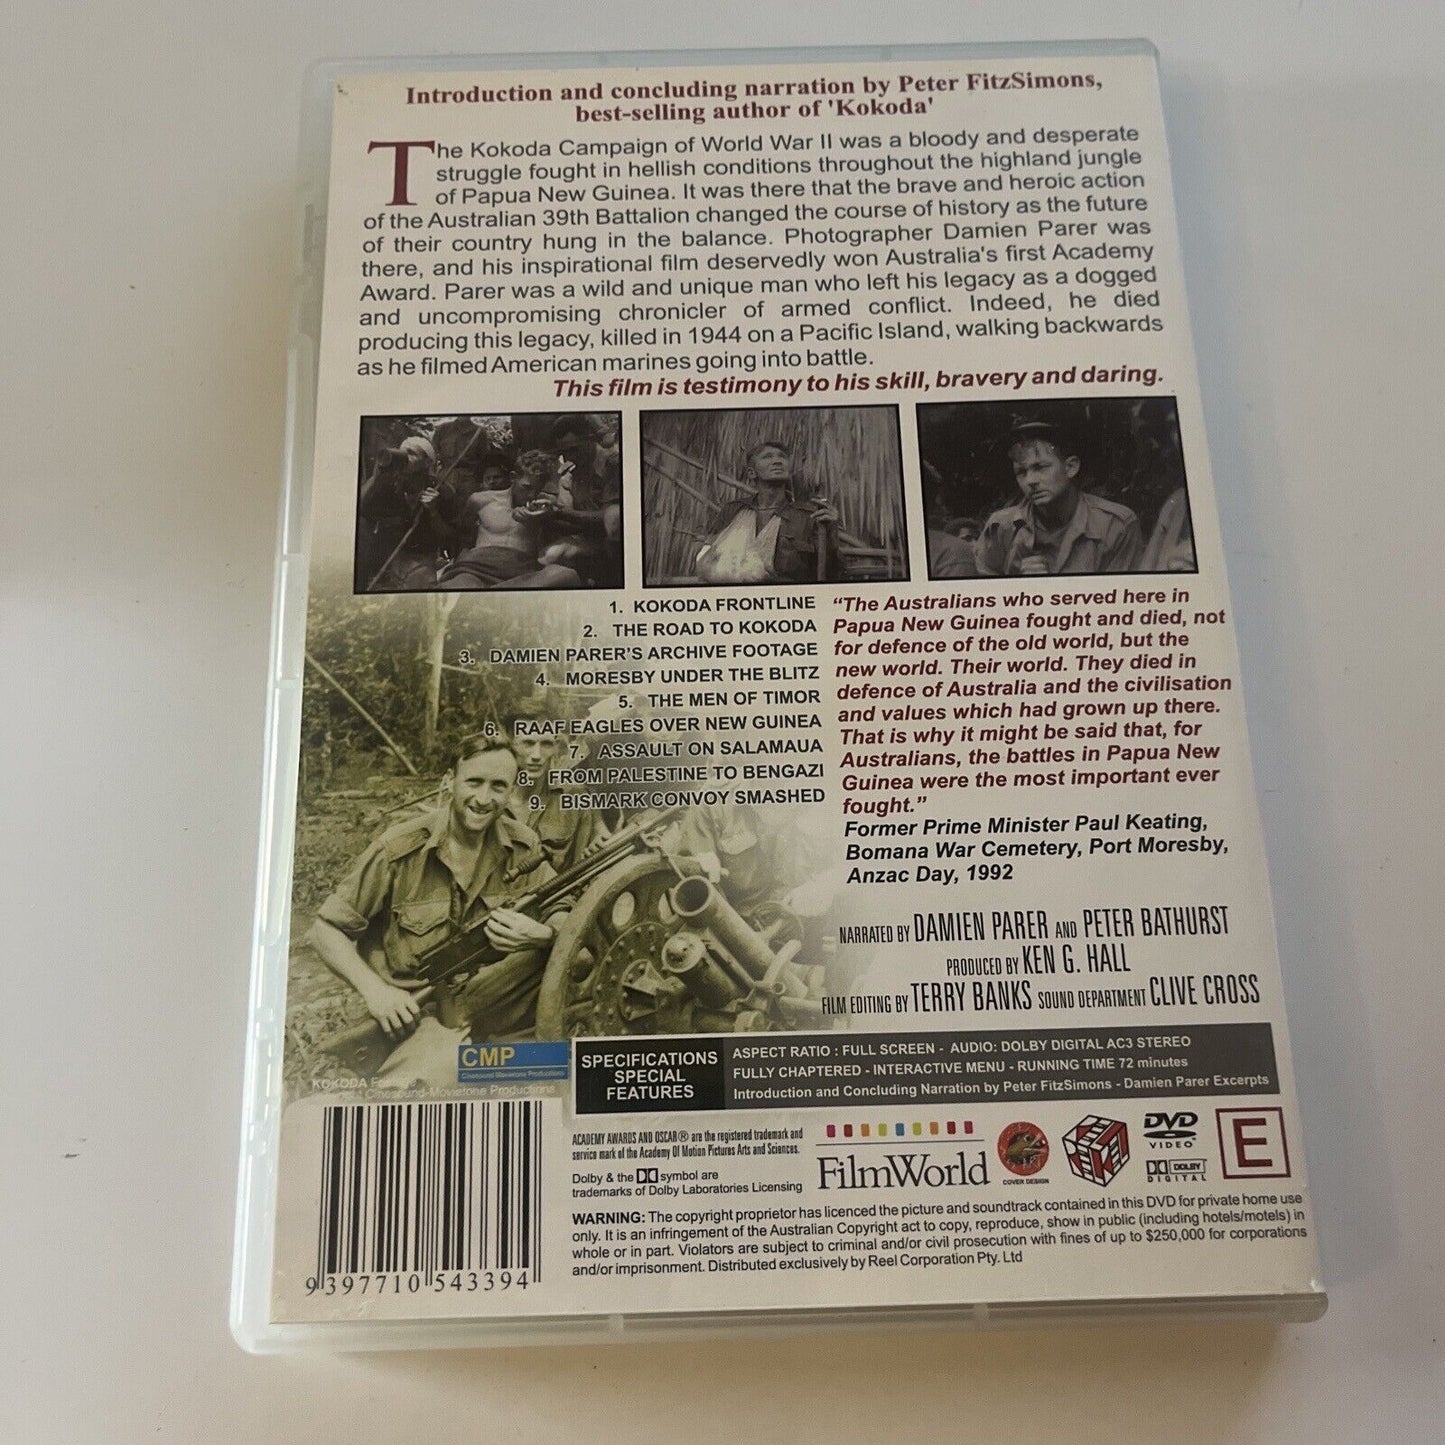 Introduction and concluding narration by Peter FitzSimons,
best-selling author of 'Kokoda'
The Kokoda Campaign of World War II was a bloody and desperate
struggle fought in hellish conditions throughout the highland jungle
of Papua New Guinea. It was there that the brave and heroic action
of the Australian 39th Battalion changed the course of history as the future
of their country hung in the balance. Photographer Damien Parer was
there, and his inspirational film deservedly won Australia's first Academy
Award. Parer was a wild and unique man who left his legacy as a dogged
and uncompromising chronicler of armed conflict. Indeed, he died
producing this legacy, killed in 1944 on a Pacific Island, walking backwards
as he filmed American marines going into battle.
This film is testimony to his skill, bravery and daring.
1. KOKODA FRONTLINE
2. THE ROAD TO KOKODA
3. DAMIEN PARER'S ARCHIVE FOOTAGE
4. MORESBY UNDER THE BLITZ
5. THE MEN OF TIMOR
6. RAAF EAGLES OVER NEW GUINEA
7. ASSAULT ON SALAMAUA
8. FROM PALESTINE TO BENGAZI
9. BISMARK CONVOY SMASHED
“The Australians who served here in
Papua New Guinea fought and died, not
for defence of the old world, but the
new world. Their world. They died in
defence of Australia and the civilisation
and values which had grown up there.
That is why it might be said that, for
Australians, the battles in Papua New
Guinea were the most important ever
fought.”
Former Prime Minister Paul Keating,
Bomana War Cemetery, Port Moresby,
Anzac Day, 1992
NARRATED BY DAMIEN PARER AND PETER BATHURST
PRODUCED BY KEN G. HALL
FILM EDITING BY TERRY BANKS SOUND DEPARTMENT CLIVE CROSS
CMP
Cinesound Movietone Productions
KOKODA
Cinesound-Movietone Productions
SPECIFICATIONS
SPECIAL
FEATURES
ASPECT RATIO : FULL SCREEN - AUDIO: DOLBY DIGITAL AC3 STEREO
FULLY CHAPTERED - INTERACTIVE MENU - RUNNING TIME 72 minutes
Introduction and Concluding Narration by Peter FitzSimons - Damien Parer Excerpts
ACADEMY AWARDS AND OSCAR® are the registered trademark and
service mark of the Academy Of Motion Pictures Arts and Sciences.
Dolby & the symbol are
trademarks of Dolby Laboratories Licensing
FilmWorld
COVER DESIGN
REEL
DVD
VIDEO
DOLBY
DIGITAL
E
WARNING: The copyright proprietor has licenced the picture and soundtrack contained in this DVD for private home use
only. It is an infringement of the Australian Copyright act to copy, reproduce, show in public (including hotels/motels) in
whole or in part. Violators are subject to criminal and/or civil prosecution with fines of up to $250,000 for corporations
and/or imprisonment. Distributed exclusively by Reel Corporation Pty. Ltd
9 397710 543394